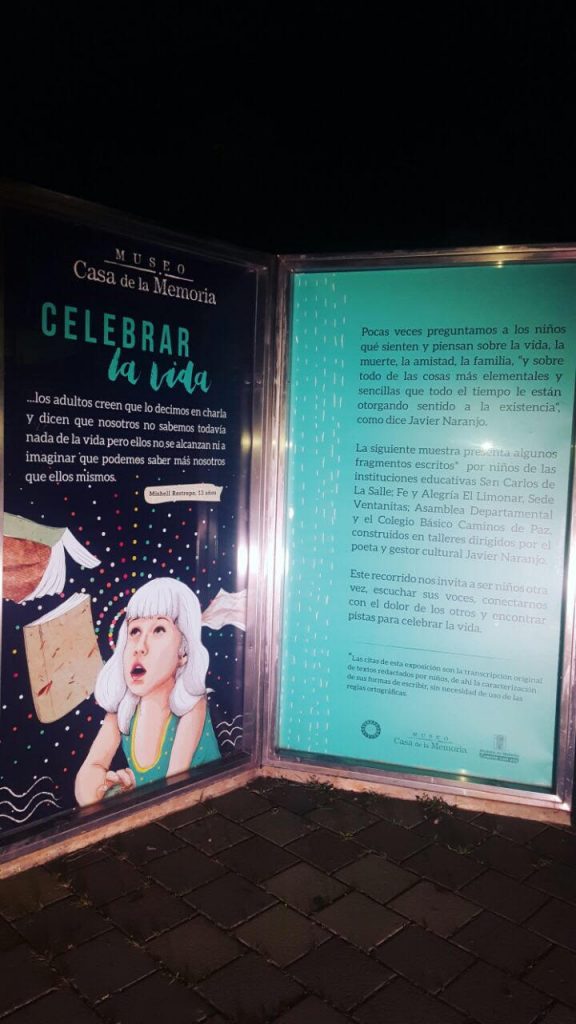 MUSEO
Casa de la Memoria
CELEBRAR
la vida
...los adultos creen que lo decimos en charla
y dicen que nosotros no sabemos todavía
nada de la vida pero ellos no se alcanzan ni a
imaginar que podemos saber más nosotros
que ellos mismos.
Mishell Restrepo, 13 años
Pocas veces preguntamos a los niños
qué sienten y piensan sobre la vida, la
muerte, la amistad, la familia, "y sobre
todo de las cosas más elementales y
sencillas que todo el tiempo le están
otorgando sentido a la existencia",
como dice Javier Naranjo.
La siguiente muestra presenta algunos
fragmentos escritos* por niños de las
instituciones educativas San Carlos de
La Salle; Fe y Alegría El Limonar, Sede
Ventanitas; Asamblea Departamental
y el Colegio Básico Caminos de Paz,
construidos en talleres dirigidos por el
poeta y gestor cultural Javier Naranjo.
Este recorrido nos invita a ser niños otra
vez, escuchar sus voces, conectarnos
con el dolor de los otros y encontrar
pistas para celebrar la vida.
*Las citas de esta exposición son la transcripción original
de textos redactados por niños, de ahí la caracterización
de sus formas de escribir, sin necesidad de uso de las
reglas ortográficas.
MUSEO
Casa de la Memoria